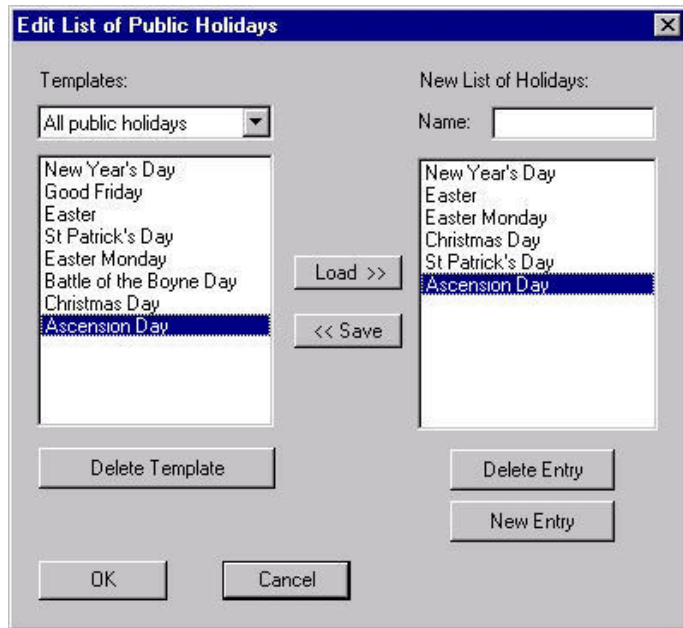 Edit List of Public Holidays
Templates:
All public holidays
New Year's Day
Good Friday
Easter
St Patrick's Day
Easter Monday
Battle of the Boyne Day
Christmas Day
Ascension Day
Load >>
<< Save
New List of Holidays:
Name:
New Year's Day
Easter
Easter Monday
Christmas Day
St Patrick's Day
Ascension Day
Delete Template
Delete Entry
New Entry
OK
Cancel